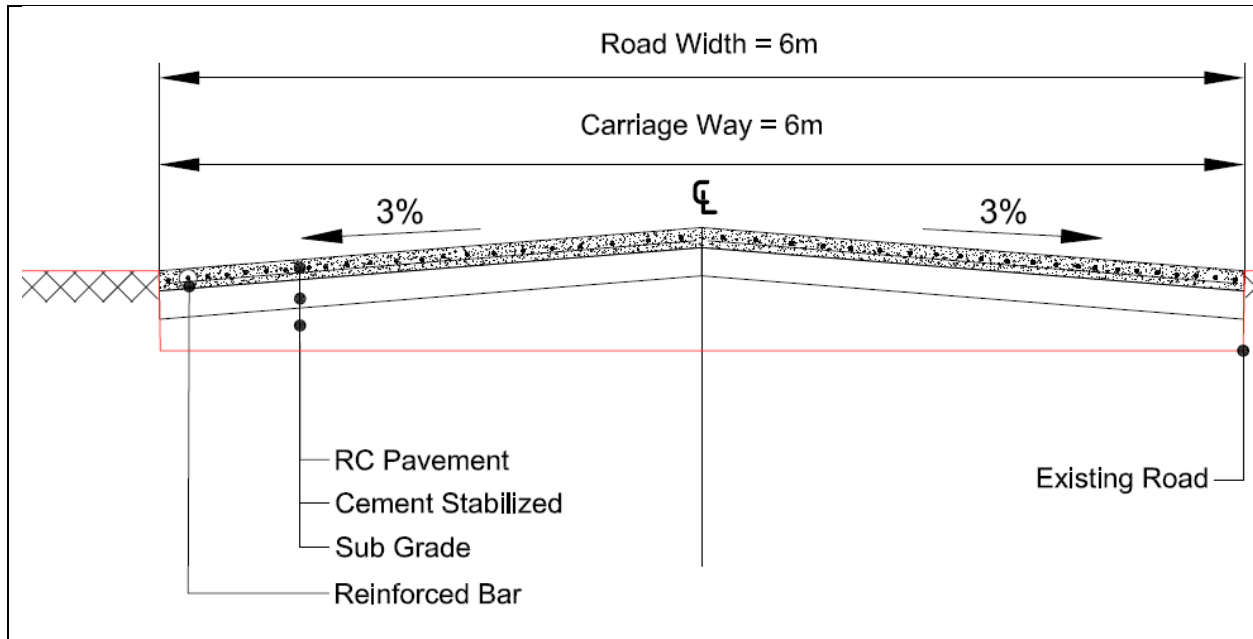 Road Width = 6m
Carriage Way = 6m
℄
3%
3%
RC Pavement
Cement Stabilized
Sub Grade
Reinforced Bar
Existing Road